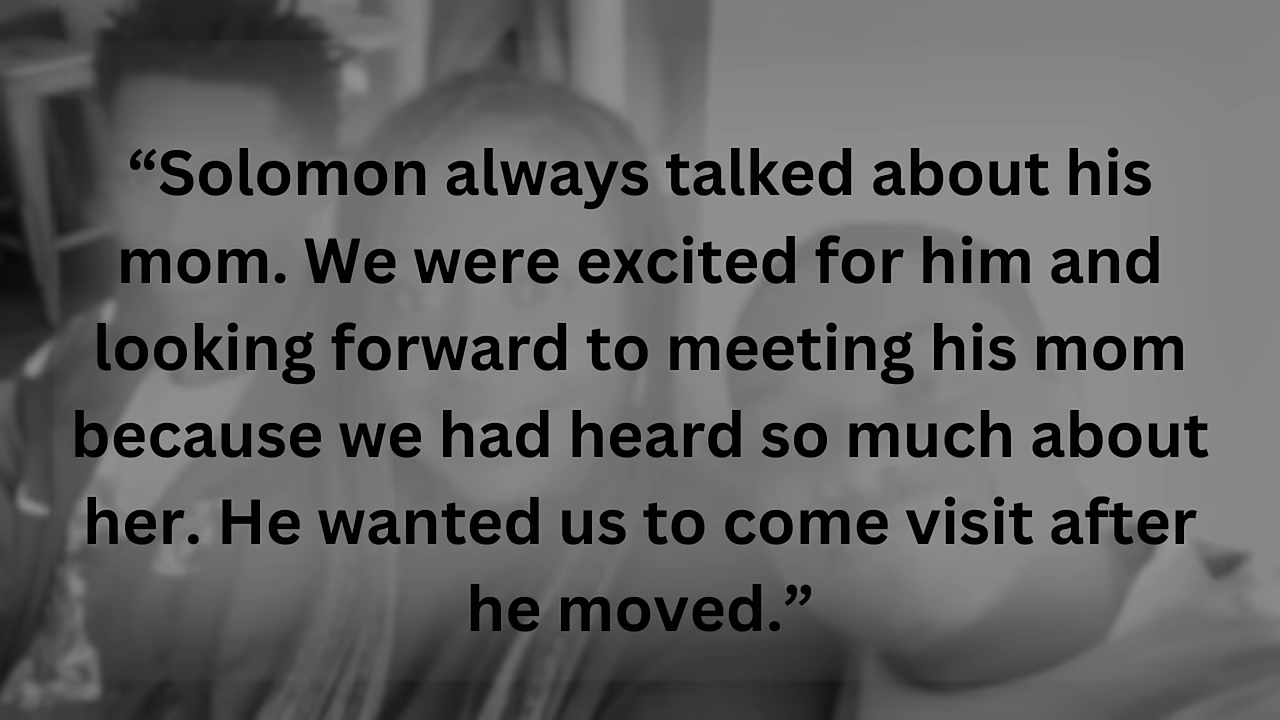 “Solomon always talked about his
mom. We were excited for him and
looking forward to meeting his mom
because we had heard so much about
her. He wanted us to come visit after
he moved.”